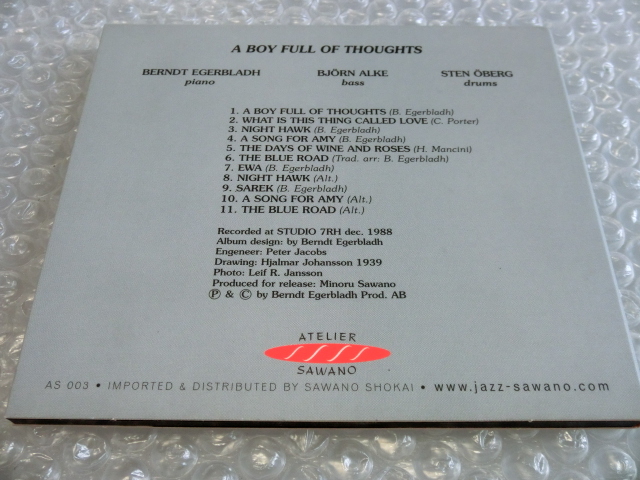 A BOY FULL OF THOUGHTS
BERNDT EGERBLADH BJÖRN ALKE STEN ÖBERG
piano bass drums
1. A BOY FULL OF THOUGHTS (B. Egerbladh)
2. WHAT IS THIS THING CALLED LOVE (C. Porter)
3. NIGHT HAWK (B. Egerbladh)
4. A SONG FOR AMY (B. Egerbladh)
5. THE DAYS OF WINE AND ROSES (H. Mancini)
6. THE BLUE ROAD (Trad. arr: B. Egerbladh)
7. EWA (B. Egerbladh)
8. NIGHT HAWK (Alt.)
9. SAREK (B. Egerbladh)
10. A SONG FOR AMY (Alt.)
11. THE BLUE ROAD (Alt.)
Recorded at STUDIO 7RH dec. 1988
Album design: by Berndt Egerbladh
Engeneer: Peter Jacobs
Drawing: Hjalmar Johansson 1939
Photo: Leif R. Jansson
Produced for release: Minoru Sawano
Ⓟ & © by Berndt Egerbladh Prod. AB
ATELIER
SAWANO
AS 003 • IMPORTED & DISTRIBUTED BY SAWANO SHOKAI • www.jazz-sawano.com